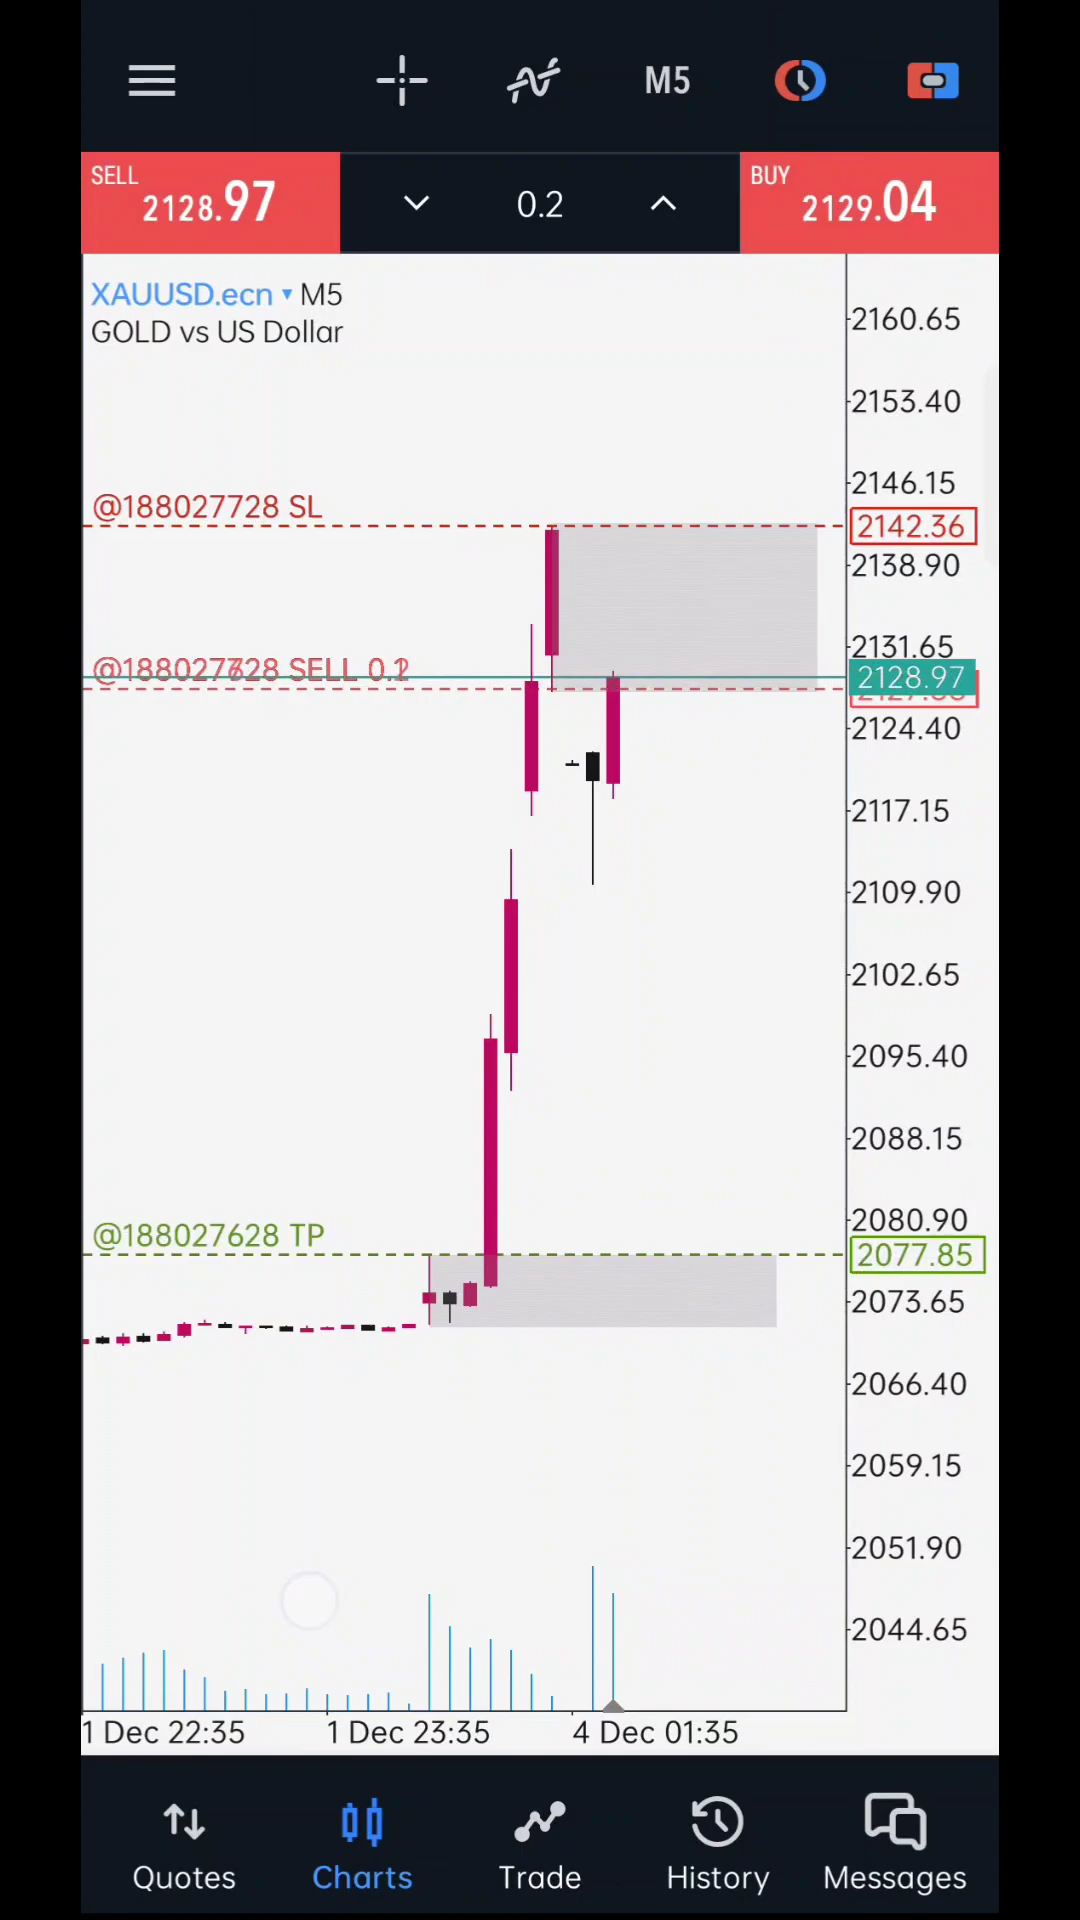 M5
SELL
2128.97
0.2
BUY
2129.04
XAUUSD.ecn ▾ M5
GOLD vs US Dollar
2160.65
2153.40
2146.15
@188027728 SL
2142.36
2138.90
2131.65
SELL
2128.97
2124.40
2117.15
2109.90
2102.65
2095.40
2088.15
2080.90
@188027628 TP
2077.85
2073.65
2066.40
2059.15
2051.90
2044.65
1 Dec 22:35
1 Dec 23:35
4 Dec 01:35
Quotes
Charts
Trade
History
Messages